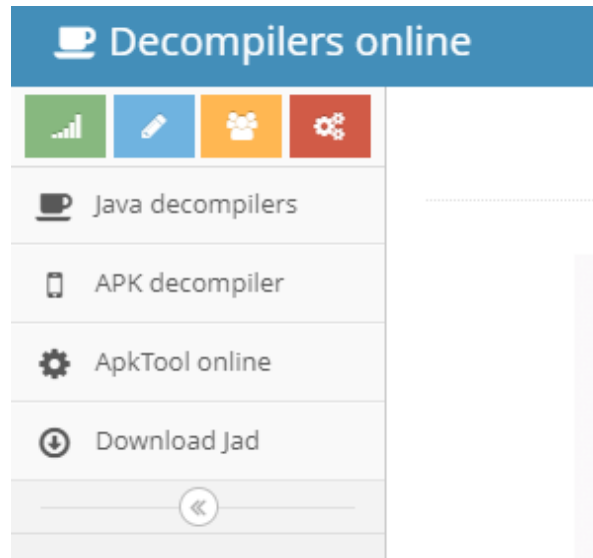 Decompilers online
Java decompilers
APK decompiler
ApkTool online
Download Jad